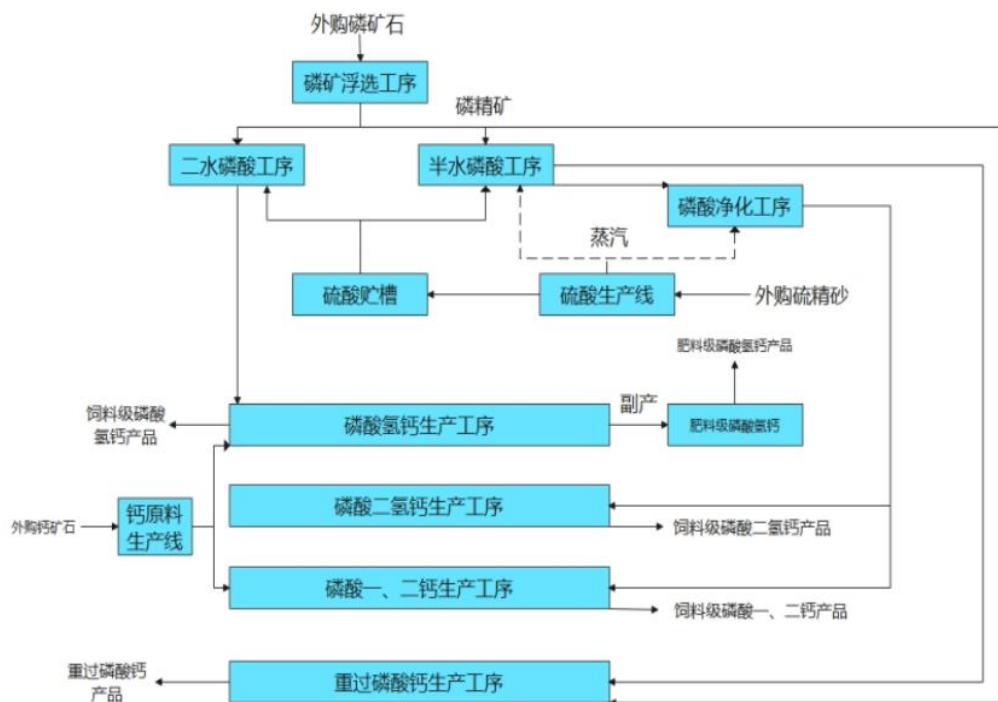 外购磷矿石
磷矿浮选工序
磷精矿
二水磷酸工序
半水磷酸工序
磷酸净化工序
蒸汽
硫酸贮槽
硫酸生产线
外购硫精砂
肥料级磷酸氢钙产品
饲料级磷酸
氢钙产品
磷酸氢钙生产工序
副产
肥料级磷酸氢钙
磷酸二氢钙生产工序
外购钙矿石
钙原料
生产线
饲料级磷酸二氢钙产品
磷酸一、二钙生产工序
饲料级磷酸一、二钙产品
重过磷酸钙
产品
重过磷酸钙生产工序